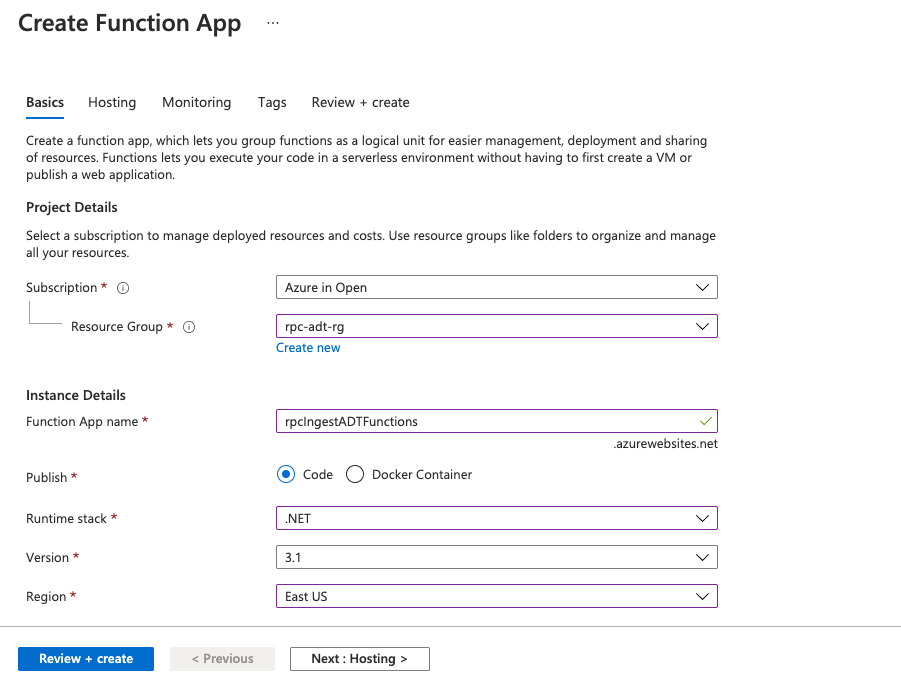 Create Function App ...
Basics Hosting Monitoring Tags Review + create
Create a function app, which lets you group functions as a logical unit for easier management, deployment and sharing
of resources. Functions lets you execute your code in a serverless environment without having to first create a VM or
publish a web application.
Project Details
Select a subscription to manage deployed resources and costs. Use resource groups like folders to organize and manage
all your resources.
Subscription * Azure in Open
Resource Group * rpc-adt-rg
Create new
Instance Details
Function App name * rpcIngestADTFunctions
.azurewebsites.net
Publish * Code Docker Container
Runtime stack * .NET
Version * 3.1
Region * East US
Review + create < Previous Next : Hosting >